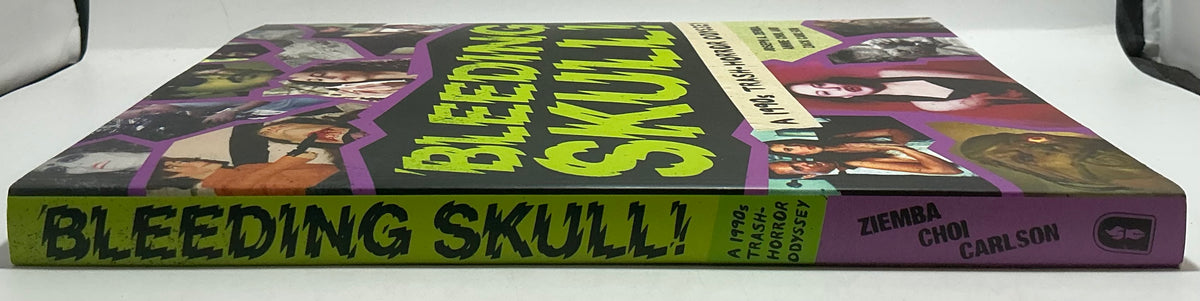 BLEEDING
SKULL!
A 1990s TRASH-HORROR ODYSSEY
BLEEDING SKULL!
A 1990s
TRASH-
HORROR
ODYSSEY
ZIEMBA
CHOI
CARLSON